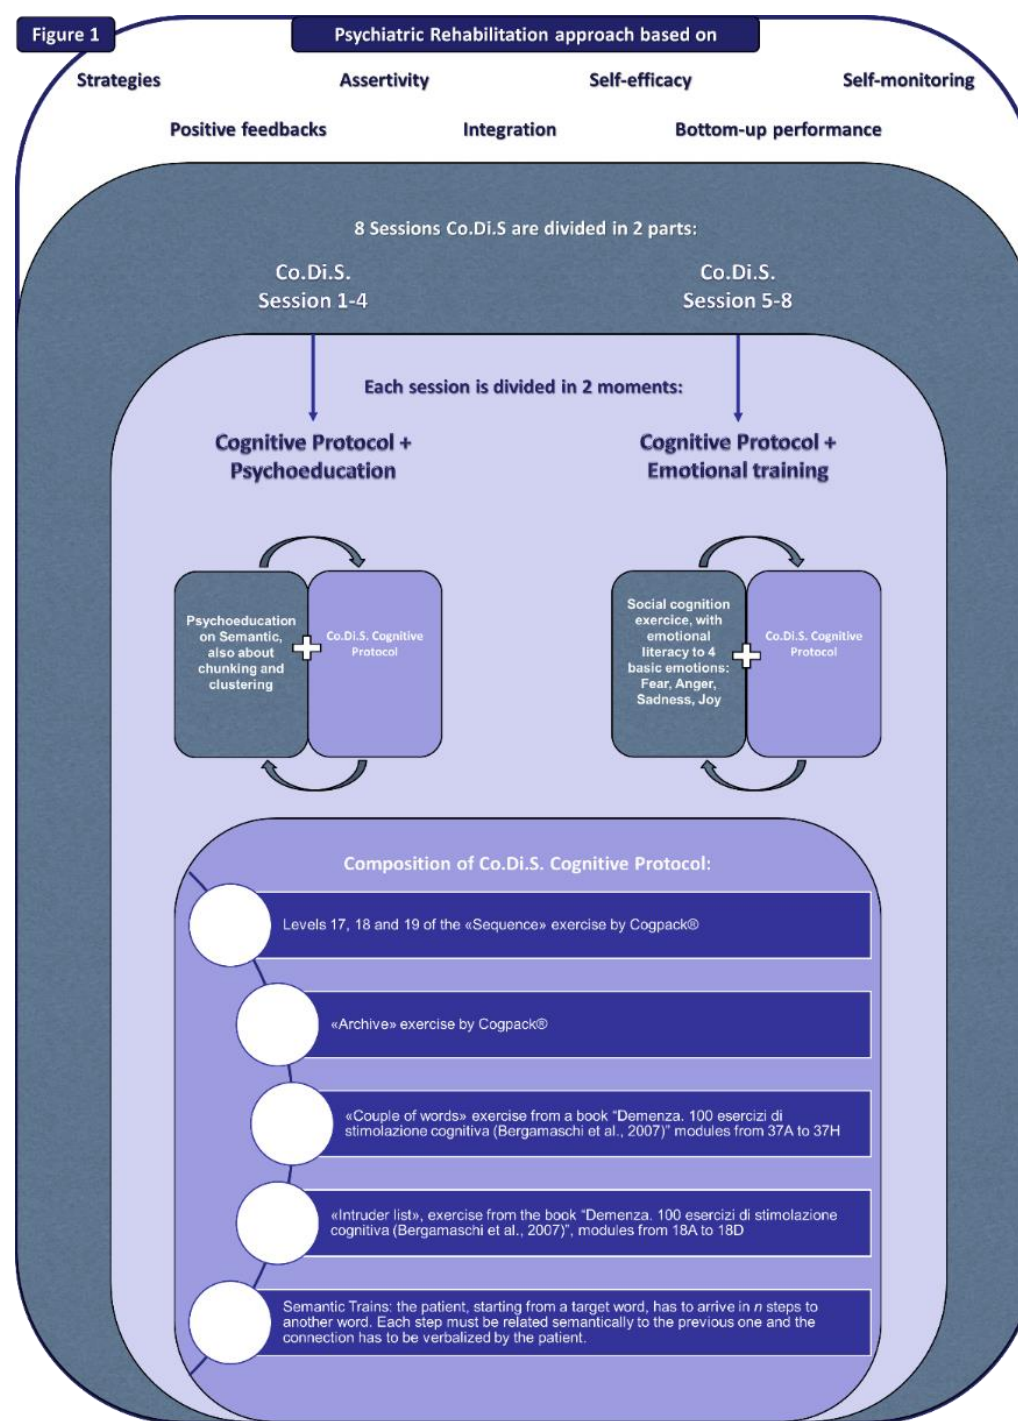 Figure 1
Psychiatric Rehabilitation approach based on
Strategies Assertivity Self-efficacy Self-monitoring
Positive feedbacks Integration Bottom-up performance
8 Sessions Co.Di.S are divided in 2 parts:
Co.Di.S.
Session 1-4
Co.Di.S.
Session 5-8
Each session is divided in 2 moments:
Cognitive Protocol +
Psychoeducation
Cognitive Protocol +
Emotional training
Psychoeducation
on Semantic,
also about
chunking and
clustering
Co.Di.S. Cognitive
Protocol
Social cognition
exercice, with
emotional
literacy to 4
basic emotions:
Fear, Anger,
Sadness, Joy
Co.Di.S. Cognitive
Protocol
Composition of Co.Di.S. Cognitive Protocol:
Levels 17, 18 and 19 of the «Sequence» exercise by Cogpack®
«Archive» exercise by Cogpack®
«Couple of words» exercise from a book “Demenza. 100 esercizi di
stimolazione cognitiva (Bergamaschi et al., 2007)” modules from 37A to 37H
«Intruder list», exercise from the book “Demenza. 100 esercizi di stimolazione
cognitiva (Bergamaschi et al., 2007)”, modules from 18A to 18D
Semantic Trains: the patient, starting from a target word, has to arrive in n steps to
another word. Each step must be related semantically to the previous one and the
connection has to be verbalized by the patient.